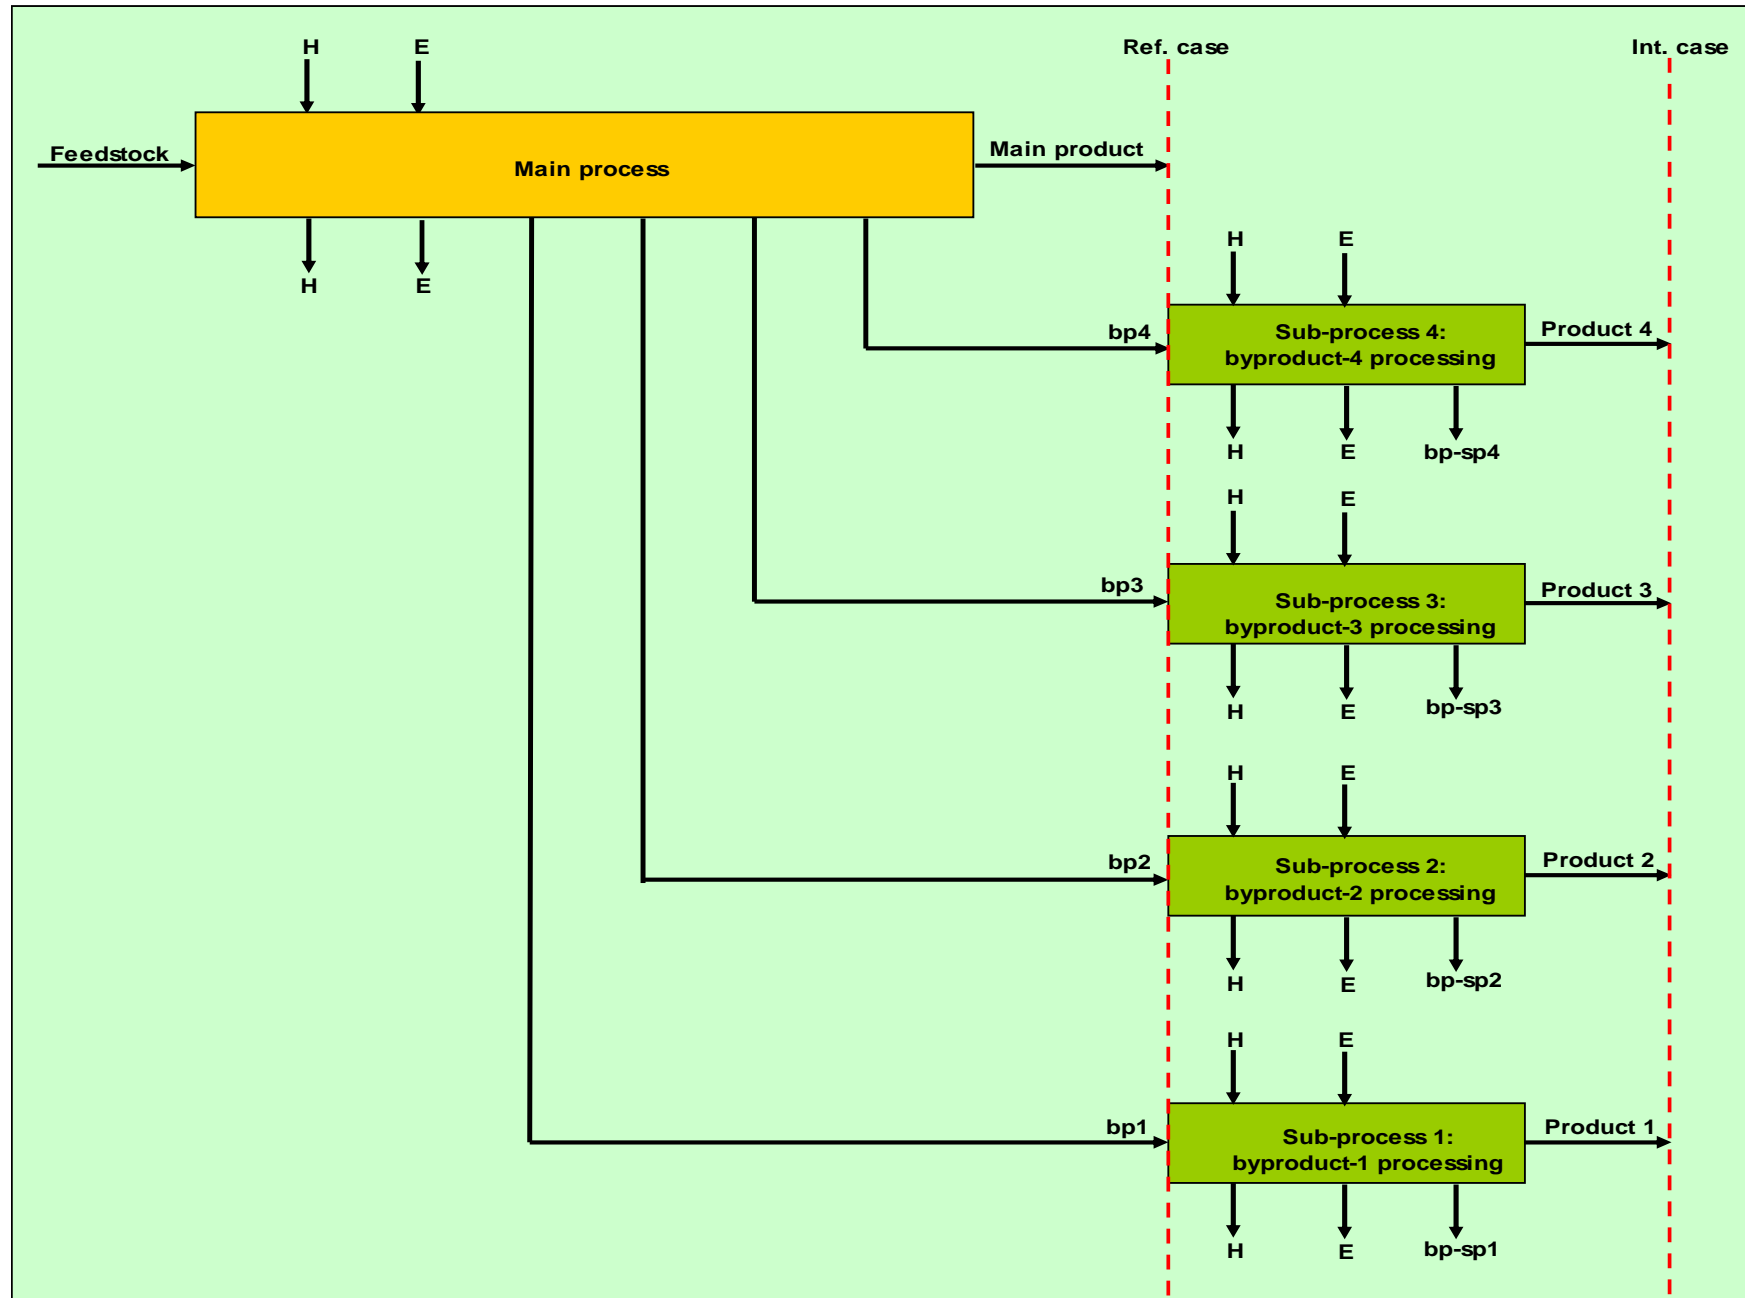 H E Ref. case Int. case
Feedstock Main process Main product
H E
H E
bp4 Sub-process 4: Product 4
byproduct-4 processing
H E bp-sp4
H E
bp3 Sub-process 3: Product 3
byproduct-3 processing
H E bp-sp3
H E
bp2 Sub-process 2: Product 2
byproduct-2 processing
H E bp-sp2
H E
bp1 Sub-process 1: Product 1
byproduct-1 processing
H E bp-sp1